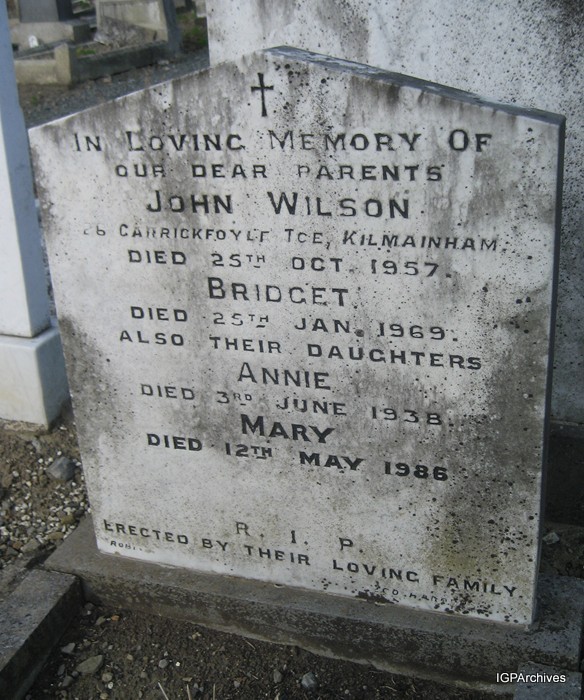 IN LOVING MEMORY OF
OUR DEAR PARENTS
JOHN WILSON
26 CARRICKFOYLE TCE, KILMAINHAM.
DIED 25TH OCT. 1957.
BRIDGET
DIED 25TH JAN. 1969.
ALSO THEIR DAUGHTERS
ANNIE
DIED 3RD JUNE 1938.
MARY
DIED 12TH MAY 1986
R. I. P.
ERECTED BY THEIR LOVING FAMILY
IGPArchives